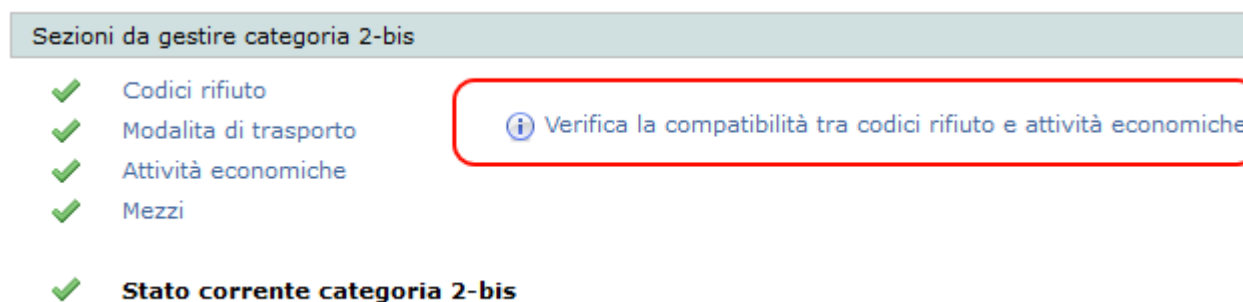 Sezioni da gestire categoria 2-bis
Codici rifiuto
Modalita di trasporto
Attività economiche
Mezzi
Verifica la compatibilità tra codici rifiuto e attività economiche
Stato corrente categoria 2-bis